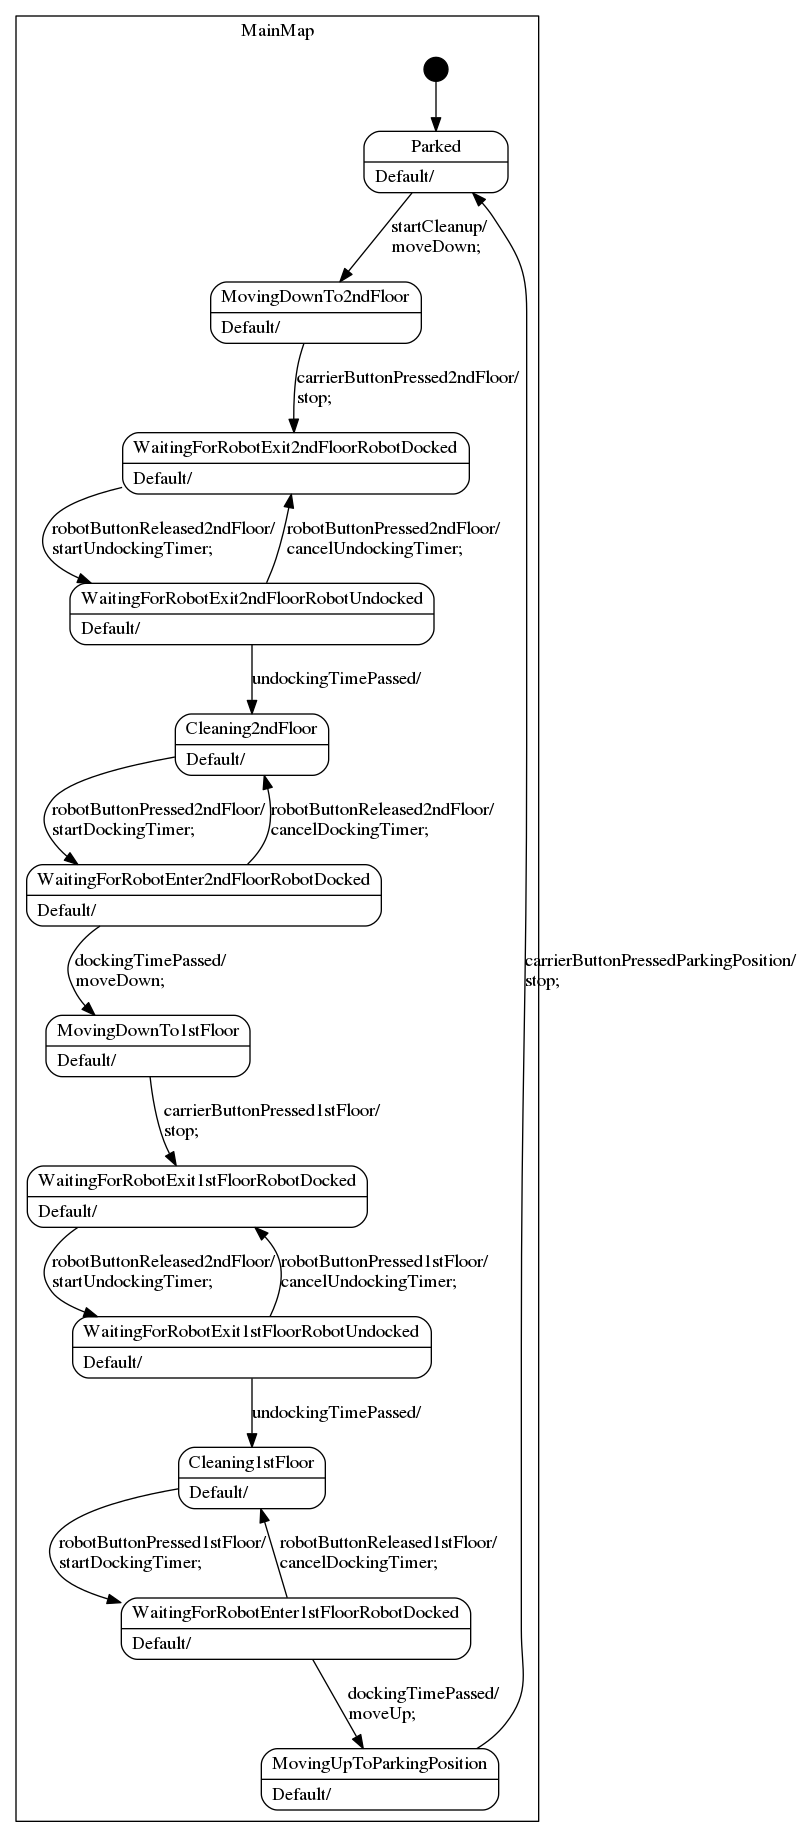 MainMap
Parked
Default/
startCleanup/
moveDown;
MovingDownTo2ndFloor
Default/
carrierButtonPressed2ndFloor/
stop;
WaitingForRobotExit2ndFloorRobotDocked
Default/
robotButtonReleased2ndFloor/
startUndockingTimer;
robotButtonPressed2ndFloor/
cancelUndockingTimer;
WaitingForRobotExit2ndFloorRobotUndocked
Default/
undockingTimePassed/
Cleaning2ndFloor
Default/
robotButtonPressed2ndFloor/
startDockingTimer;
robotButtonReleased2ndFloor/
cancelDockingTimer;
WaitingForRobotEnter2ndFloorRobotDocked
Default/
dockingTimePassed/
moveDown;
carrierButtonPressedParkingPosition/
stop;
MovingDownTo1stFloor
Default/
carrierButtonPressed1stFloor/
stop;
WaitingForRobotExit1stFloorRobotDocked
Default/
robotButtonReleased2ndFloor/
startUndockingTimer;
robotButtonPressed1stFloor/
cancelUndockingTimer;
WaitingForRobotExit1stFloorRobotUndocked
Default/
undockingTimePassed/
Cleaning1stFloor
Default/
robotButtonPressed1stFloor/
startDockingTimer;
robotButtonReleased1stFloor/
cancelDockingTimer;
WaitingForRobotEnter1stFloorRobotDocked
Default/
dockingTimePassed/
moveUp;
MovingUpToParkingPosition
Default/